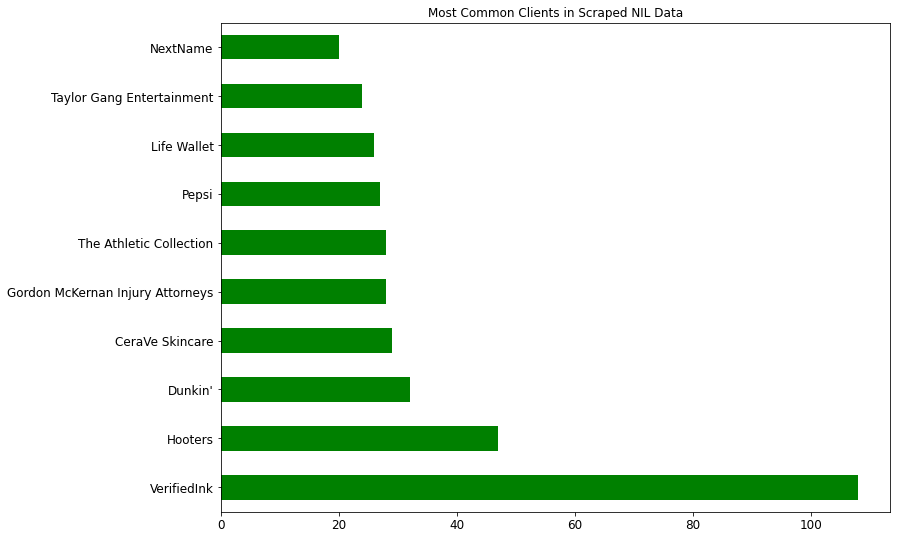 Most Common Clients in Scraped NIL Data
NextName
Taylor Gang Entertainment
Life Wallet
Pepsi
The Athletic Collection
Gordon McKernan Injury Attorneys
CeraVe Skincare
Dunkin'
Hooters
VerifiedInk
0 20 40 60 80 100